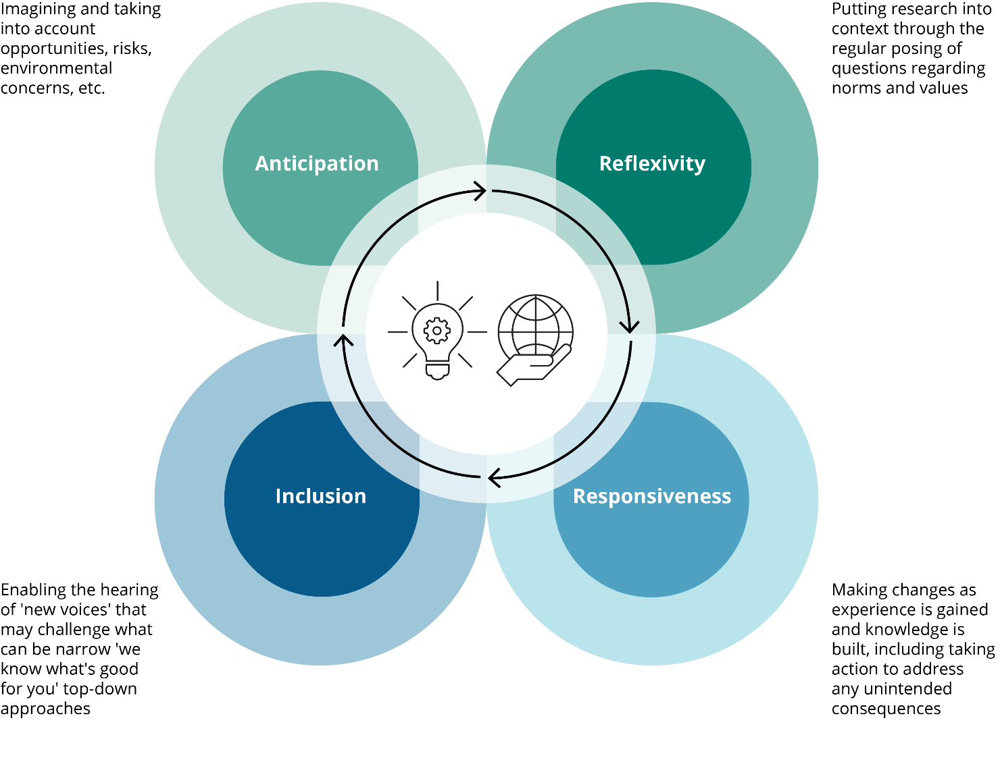 Imagining and taking
into account
opportunities, risks,
environmental
concerns, etc.
Putting research into
context through the
regular posing of
questions regarding
norms and values
Anticipation
Reflexivity
Inclusion
Responsiveness
Enabling the hearing
of 'new voices' that
may challenge what
can be narrow 'we
know what's good
for you' top-down
approaches
Making changes as
experience is gained
and knowledge is
built, including taking
action to address
any unintended
consequences